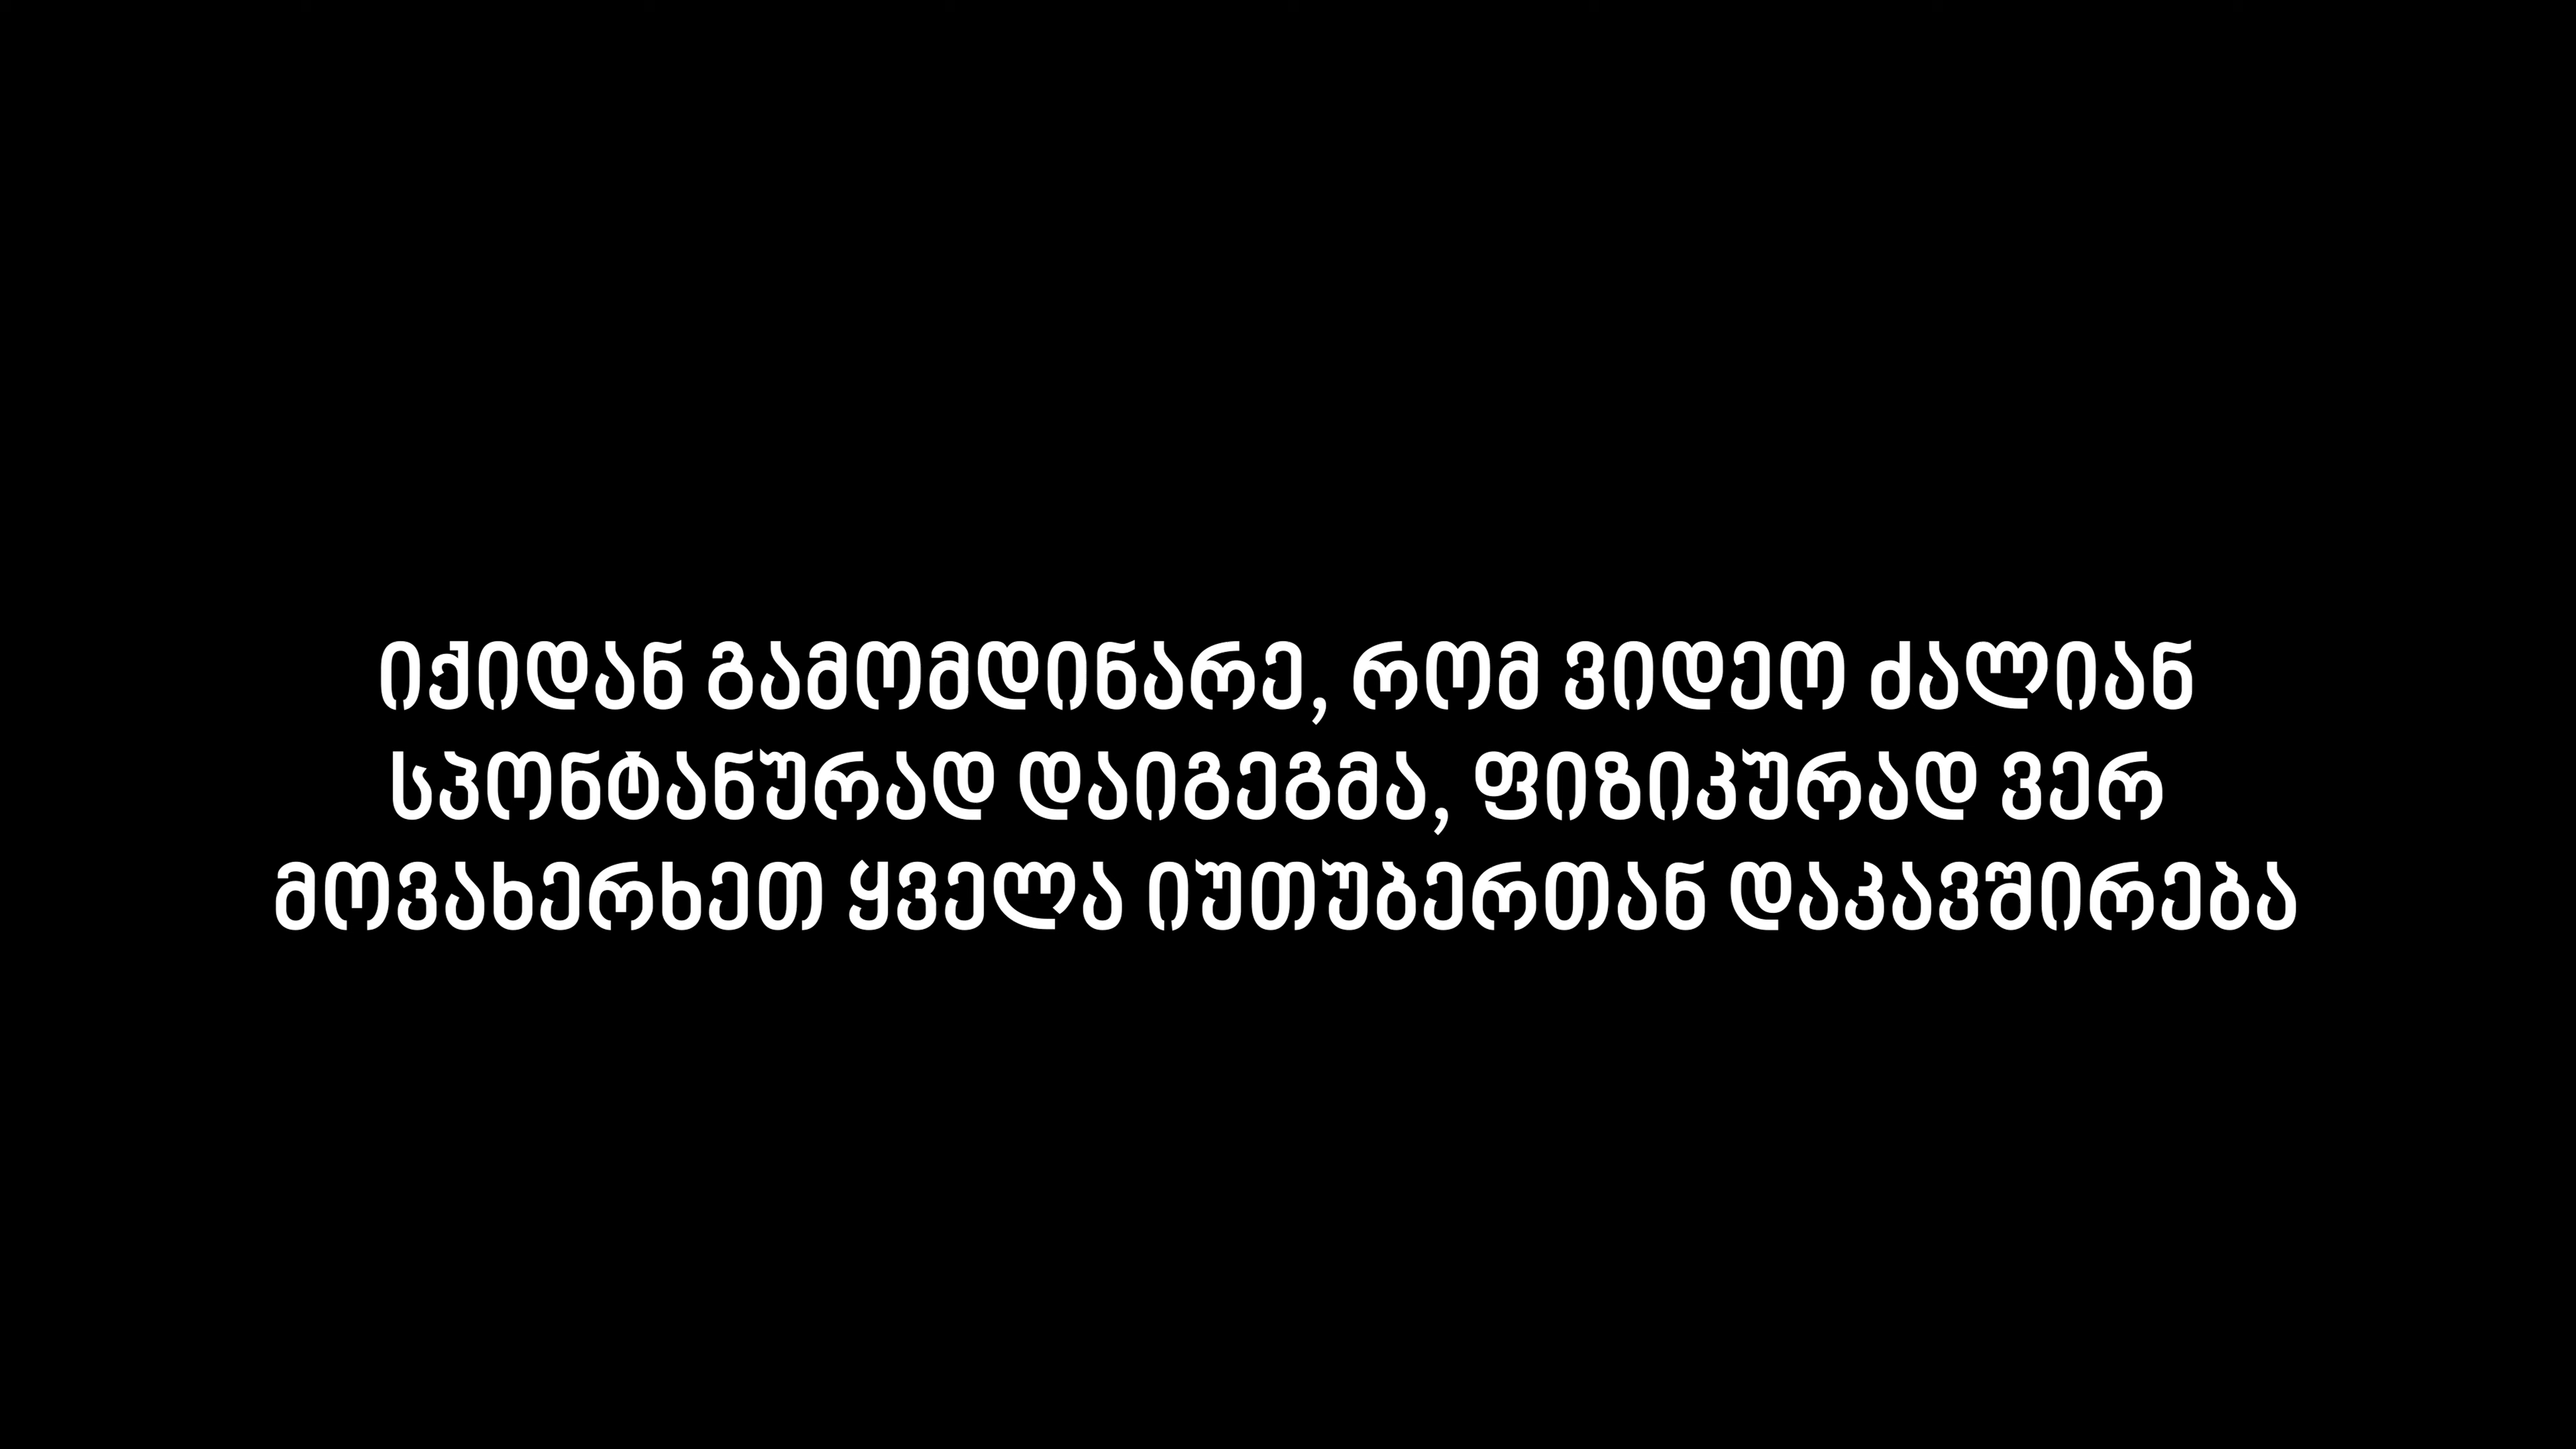 იქიდან გამომდინარე, რომ ვიდეო ძალიან
სპონტანურად დაიგეგმა, ფიზიკურად ვერ
მოვახერხეთ ყველა იუთუბერთან დაკავშირება